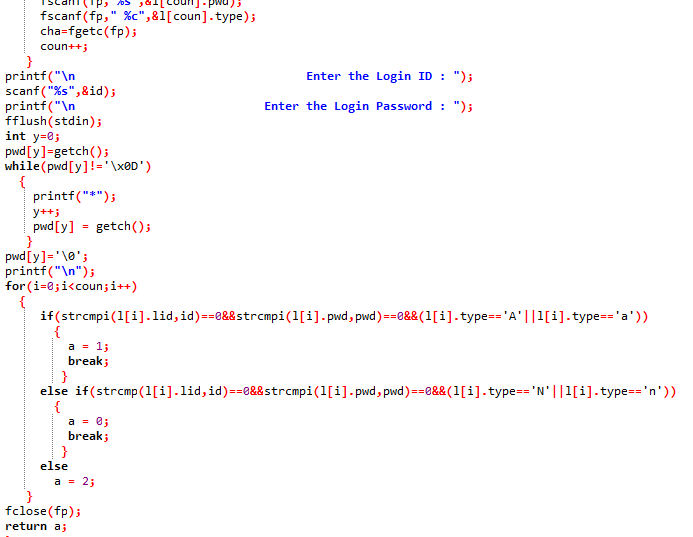 fscanf(fp," %s",&l[coun].pwd);
fscanf(fp," %c",&l[coun].type);
cha=fgetc(fp);
coun++;
}
printf("\n                               Enter the Login ID : ");
scanf("%s",&id);
printf("\n                         Enter the Login Password : ");
fflush(stdin);
int y=0;
pwd[y]=getch();
while(pwd[y]!='\x0D')
{
printf("*");
y++;
pwd[y] = getch();
}
pwd[y]='\0';
printf("\n");
for(i=0;i<coun;i++)
{
if(strcmpi(l[i].lid,id)==0&&strcmpi(l[i].pwd,pwd)==0&&(l[i].type=='A'||l[i].type=='a'))
{
a = 1;
break;
}
else if(strcmp(l[i].lid,id)==0&&strcmpi(l[i].pwd,pwd)==0&&(l[i].type=='N'||l[i].type=='n'))
{
a = 0;
break;
}
else
a = 2;
}
fclose(fp);
return a;